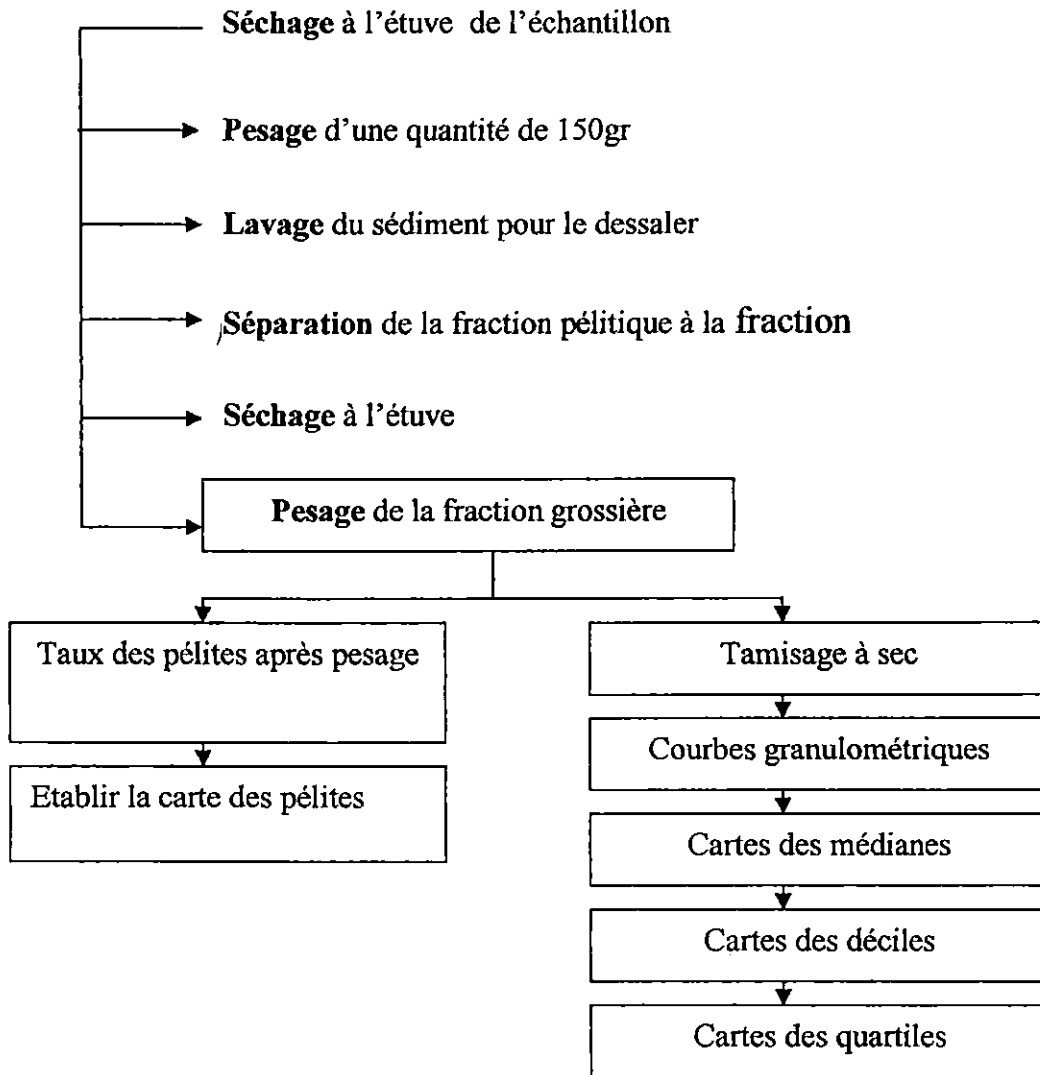 Séchage à l'étuve de l'échantillon
Pesage d'une quantité de 150gr
Lavage du sédiment pour le dessaler
Séparation de la fraction pélitique à la fraction
Séchage à l'étuve
Pesage de la fraction grossière
Taux des pélites après pesage
Etablir la carte des pélites
Tamisage à sec
Courbes granulométriques
Cartes des médianes
Cartes des déciles
Cartes des quartiles